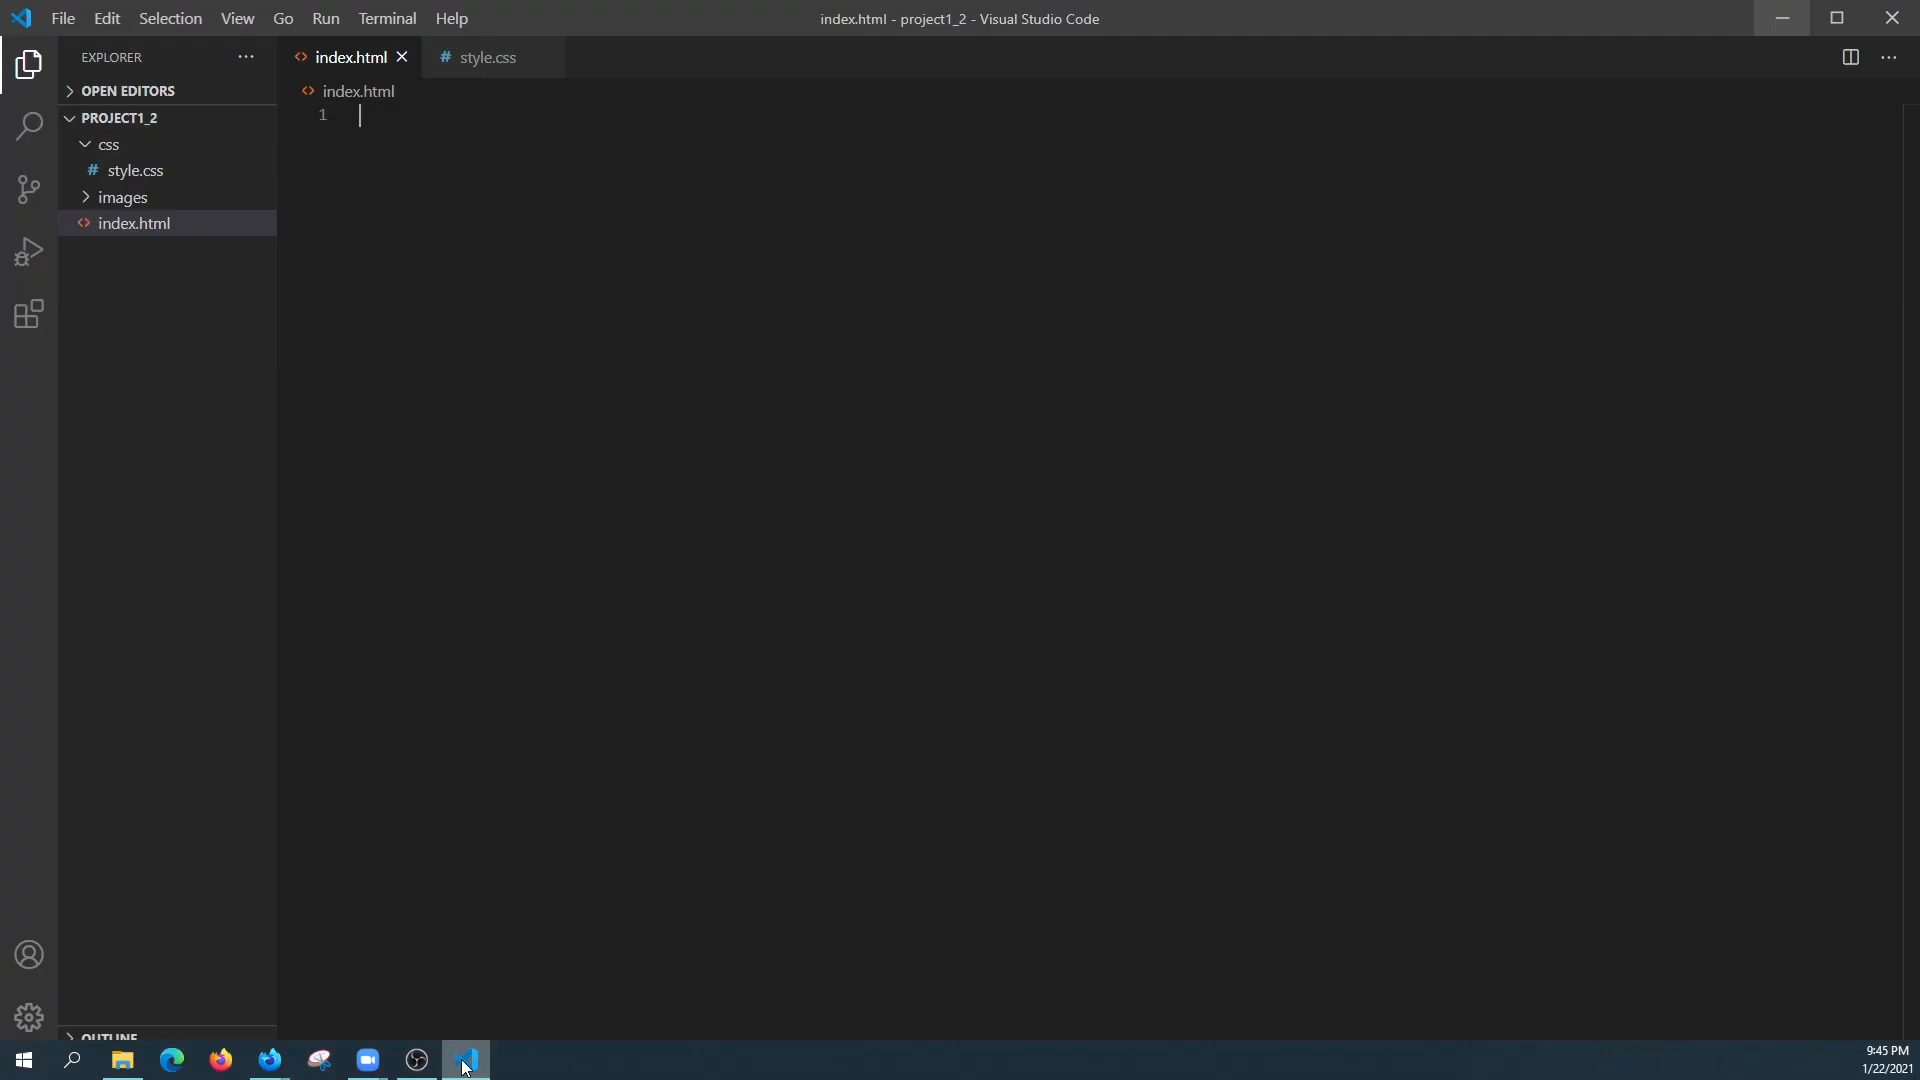 File Edit Selection View Go Run Terminal Help
index.html - project1_2 - Visual Studio Code
EXPLORER
index.html
# style.css
OPEN EDITORS
index.html
PROJECT1_2
1
css
# style.css
images
index.html
OUTLINE
9:45 PM
1/22/2021